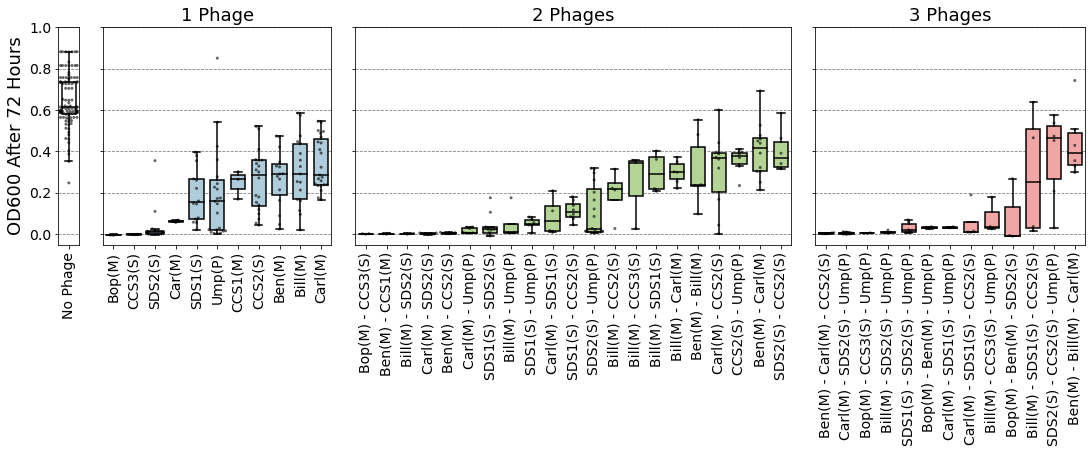 1 Phage
2 Phages
3 Phages
OD600 After 72 Hours
1.0
0.8
0.6
0.4
0.2
0.0
No Phage
Bop(M)
CCS3(S)
SDS2(S)
Car(M)
SDS1(S)
Ump(P)
CCS1(M)
CCS2(S)
Ben(M)
Bill(M)
Carl(M)
Bop(M) - CCS3(S)
Ben(M) - CCS1(M)
Bill(M) - SDS2(S)
Carl(M) - SDS2(S)
Ben(M) - CCS2(S)
Carl(M) - Ump(P)
SDS1(S) - SDS2(S)
Bill(M) - Ump(P)
SDS1(S) - Ump(P)
Carl(M) - SDS1(S)
SDS1(S) - CCS2(S)
SDS2(S) - Ump(P)
Bill(M) - CCS2(S)
Bill(M) - CCS3(S)
Bill(M) - SDS1(S)
Bill(M) - Carl(M)
Ben(M) - Bill(M)
Carl(M) - CCS2(S)
CCS2(S) - Ump(P)
Ben(M) - Carl(M)
SDS2(S) - CCS2(S)
Ben(M) - Carl(M) - CCS2(S)
Carl(M) - SDS2(S) - Ump(P)
Bop(M) - CCS3(S) - Ump(P)
Bill(M) - SDS2(S) - Ump(P)
SDS1(S) - SDS2(S) - Ump(P)
Bop(M) - Ben(M) - Ump(P)
Carl(M) - SDS1(S) - Ump(P)
Carl(M) - SDS1(S) - CCS2(S)
Bill(M) - CCS3(S) - Ump(P)
Bop(M) - Ben(M) - SDS2(S)
Bill(M) - SDS1(S) - CCS2(S)
SDS2(S) - CCS2(S) - Ump(P)
Ben(M) - Bill(M) - Carl(M)